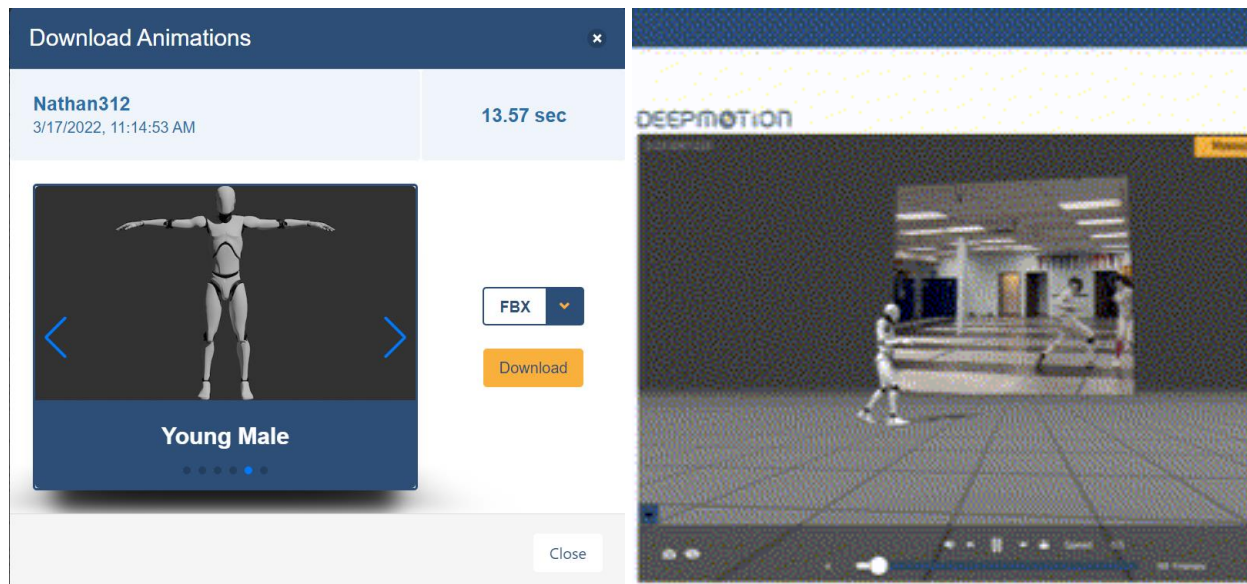 Download Animations
Nathan312
3/17/2022, 11:14:53 AM
13.57 sec
FBX
Download
Young Male
Close
DEEPMOTION
Speed